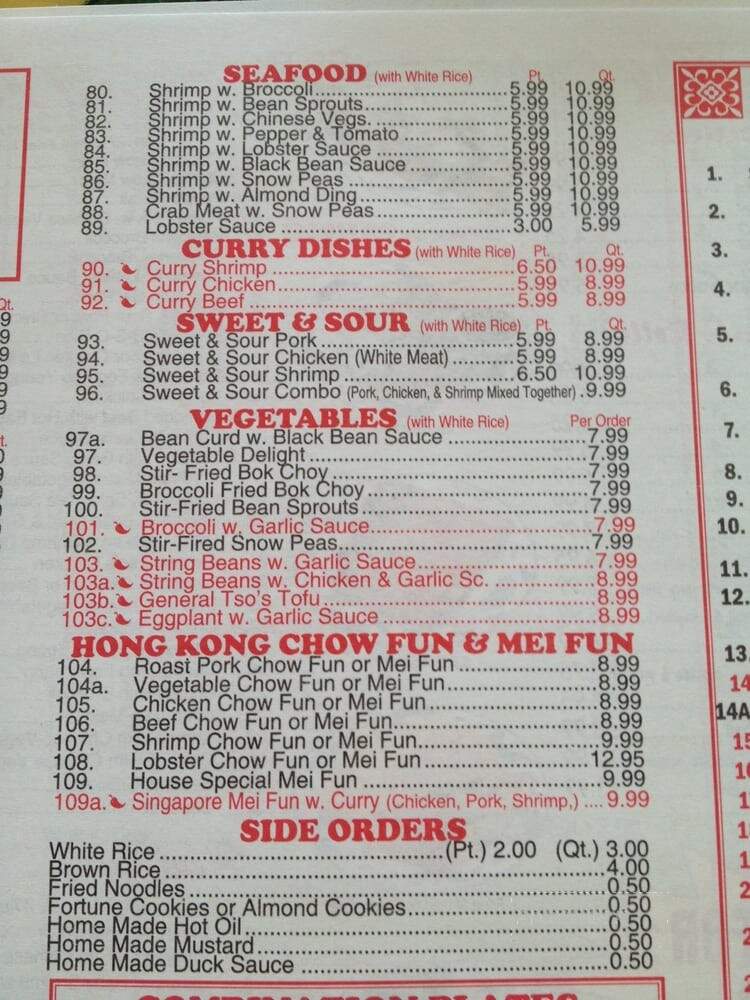 SEAFOOD (with White Rice) Pt. Qt.
80. Shrimp w. Broccoli 5.99 10.99
81. Shrimp w. Bean Sprouts 5.99 10.99
82. Shrimp w. Chinese Vegs. 5.99 10.99
83. Shrimp w. Pepper & Tomato 5.99 10.99
84. Shrimp w. Lobster Sauce 5.99 10.99
85. Shrimp w. Black Bean Sauce 5.99 10.99
86. Shrimp w. Snow Peas 5.99 10.99
87. Shrimp w. Almond Ding 5.99 10.99
88. Crab Meat w. Snow Peas 5.99 10.99
89. Lobster Sauce 3.00 5.99
CURRY DISHES (with White Rice) Pt. Qt.
90. Curry Shrimp 6.50 10.99
91. Curry Chicken 5.99 8.99
92. Curry Beef 5.99 8.99
SWEET & SOUR (with White Rice) Pt. Qt.
93. Sweet & Sour Pork 5.99 8.99
94. Sweet & Sour Chicken (White Meat) 5.99 8.99
95. Sweet & Sour Shrimp 6.50 10.99
96. Sweet & Sour Combo (Pork, Chicken, & Shrimp Mixed Together) 9.99
VEGETABLES (with White Rice) Per Order
97a. Bean Curd w. Black Bean Sauce 7.99
97. Vegetable Delight 7.99
98. Stir- Fried Bok Choy 7.99
99. Broccoli Fried Bok Choy 7.99
100. Stir-Fried Bean Sprouts 7.99
101. Broccoli w. Garlic Sauce 7.99
102. Stir-Fired Snow Peas 7.99
103. String Beans w. Garlic Sauce 7.99
103a. String Beans w. Chicken & Garlic Sc. 8.99
103b. General Tso's Tofu 8.99
103c. Eggplant w. Garlic Sauce 8.99
HONG KONG CHOW FUN & MEI FUN
104. Roast Pork Chow Fun or Mei Fun 8.99
104a. Vegetable Chow Fun or Mei Fun 8.99
105. Chicken Chow Fun or Mei Fun 8.99
106. Beef Chow Fun or Mei Fun 8.99
107. Shrimp Chow Fun or Mei Fun 9.99
108. Lobster Chow Fun or Mei Fun 12.95
109. House Special Mei Fun 9.99
109a. Singapore Mei Fun w. Curry (Chicken, Pork, Shrimp,) 9.99
SIDE ORDERS
White Rice (Pt.) 2.00 (Qt.) 3.00
Brown Rice 4.00
Fried Noodles 0.50
Fortune Cookies or Almond Cookies 0.50
Home Made Hot Oil 0.50
Home Made Mustard 0.50
Home Made Duck Sauce 0.50
COMBINATION PLATES
1.
2.
3.
4.
5.
6.
7.
8.
9.
10.
11.
12.
13.